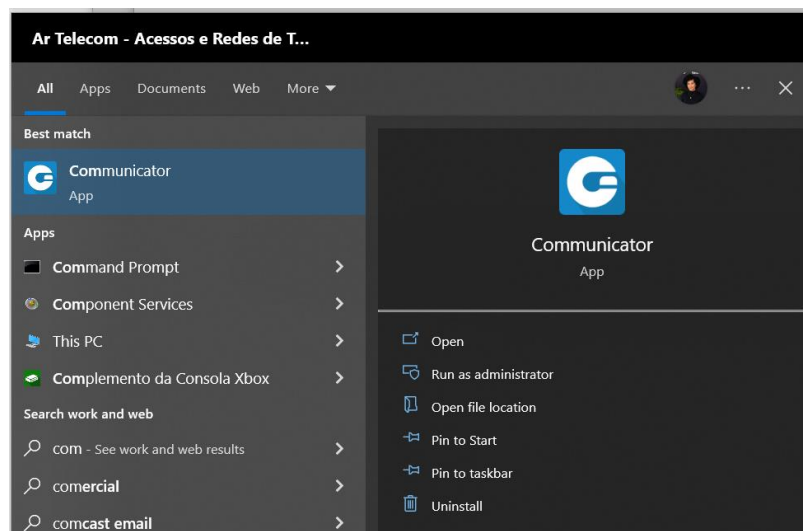 Ar Telecom - Acessos e Redes de T...
All Apps Documents Web More
Best match
Communicator
App
Apps
Command Prompt
Component Services
This PC
Complemento da Consola Xbox
Search work and web
com - See work and web results
comercial
comcast email
Communicator
App
Open
Run as administrator
Open file location
Pin to Start
Pin to taskbar
Uninstall